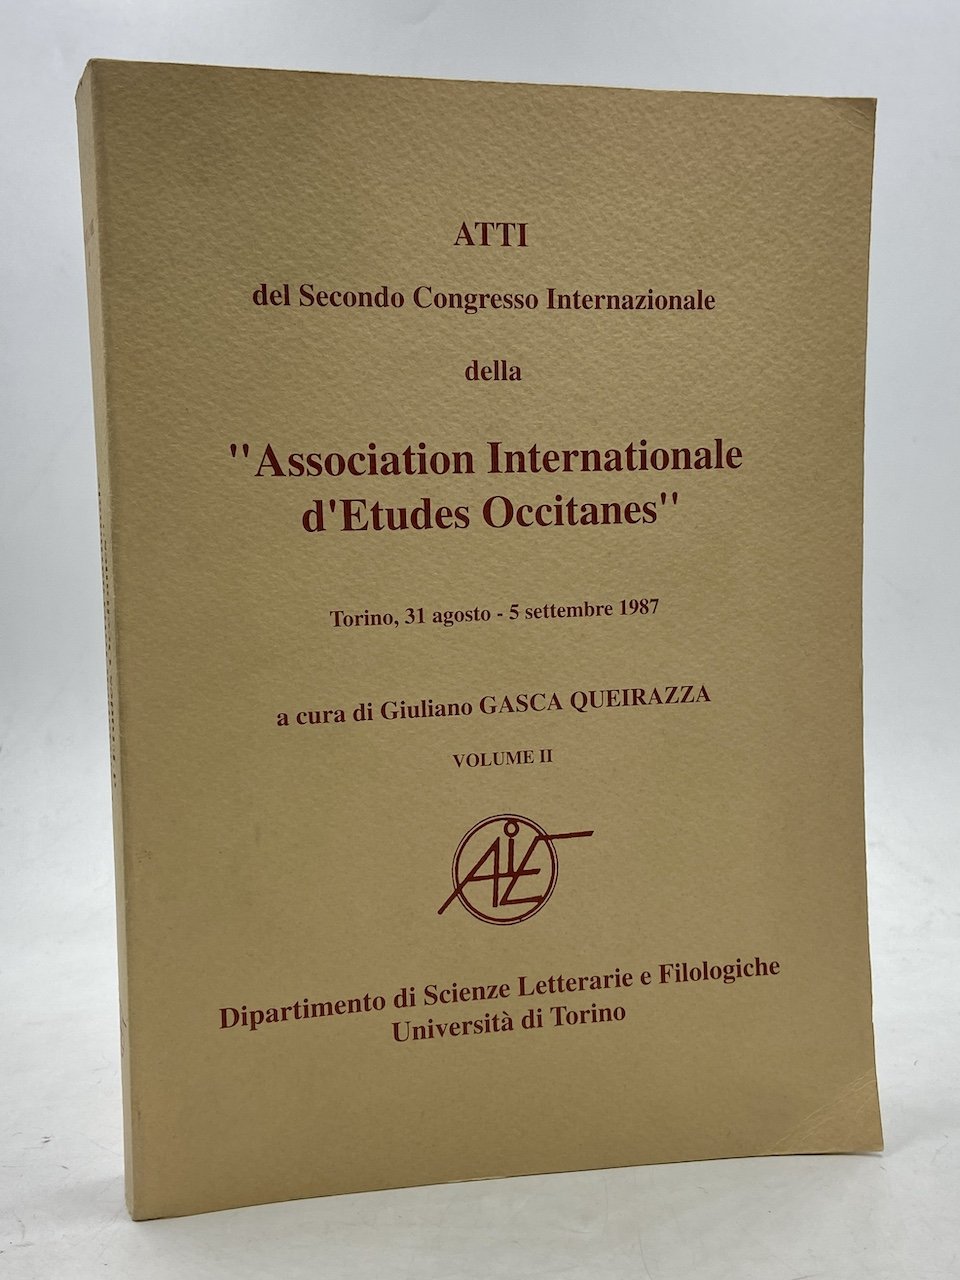 ATTI
del Secondo Congresso Internazionale
della
"Association Internationale
d'Etudes Occitanes"
Torino, 31 agosto - 5 settembre 1987
a cura di Giuliano GASCA QUEIRAZZA
VOLUME II
AIEO
Dipartimento di Scienze Letterarie e Filologiche
Università di Torino